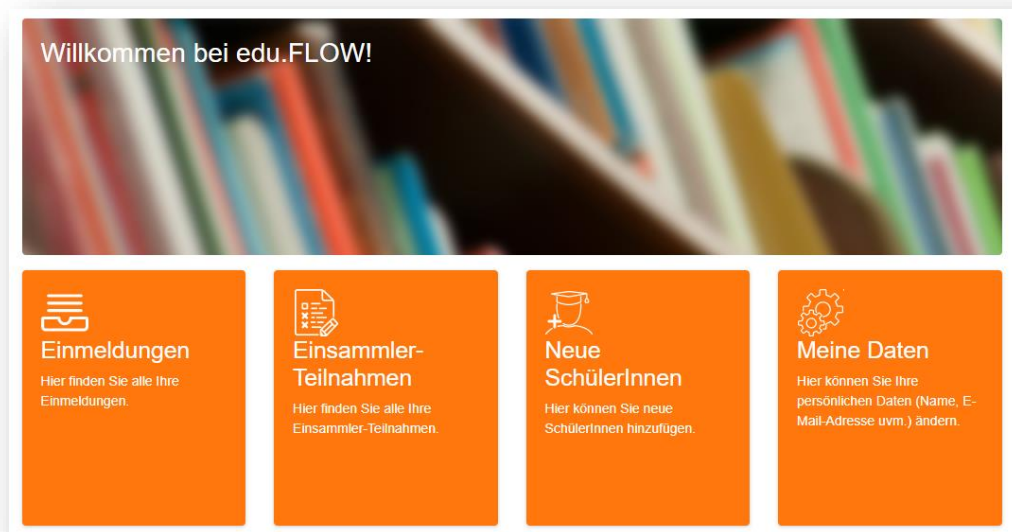 Willkommen bei edu.FLOW!
Einmeldungen
Hier finden Sie alle Ihre
Einmeldungen.
Einsammler-
Teilnahmen
Hier finden Sie alle Ihre
Einsammler-Teilnahmen.
Neue
SchülerInnen
Hier können Sie neue
SchülerInnen hinzufügen.
Meine Daten
Hier können Sie Ihre
persönlichen Daten (Name, E-
Mail-Adresse uvm.) ändern.